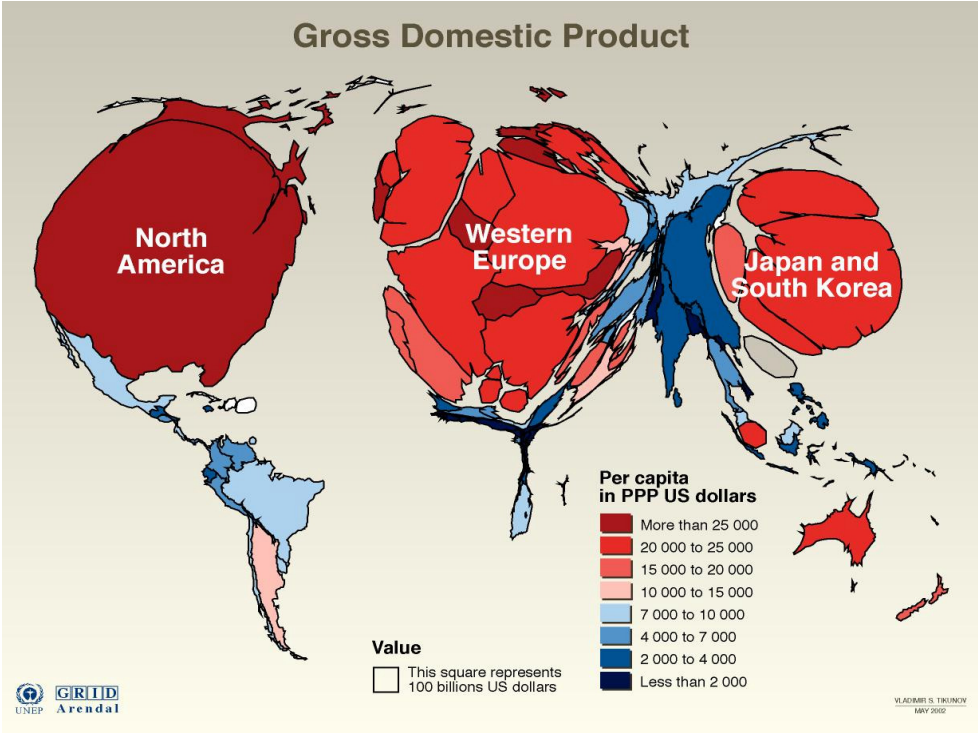 Gross Domestic Product
North
America
Western
Europe
Japan and
South Korea
Per capita
in PPP US dollars
More than 25 000
20 000 to 25 000
15 000 to 20 000
10 000 to 15 000
7 000 to 10 000
4 000 to 7 000
2 000 to 4 000
Less than 2 000
Value
This square represents
100 billions US dollars
UNEP
GRID
Arendal
VLADIMIR S. TIKUNOV
MAY 2002